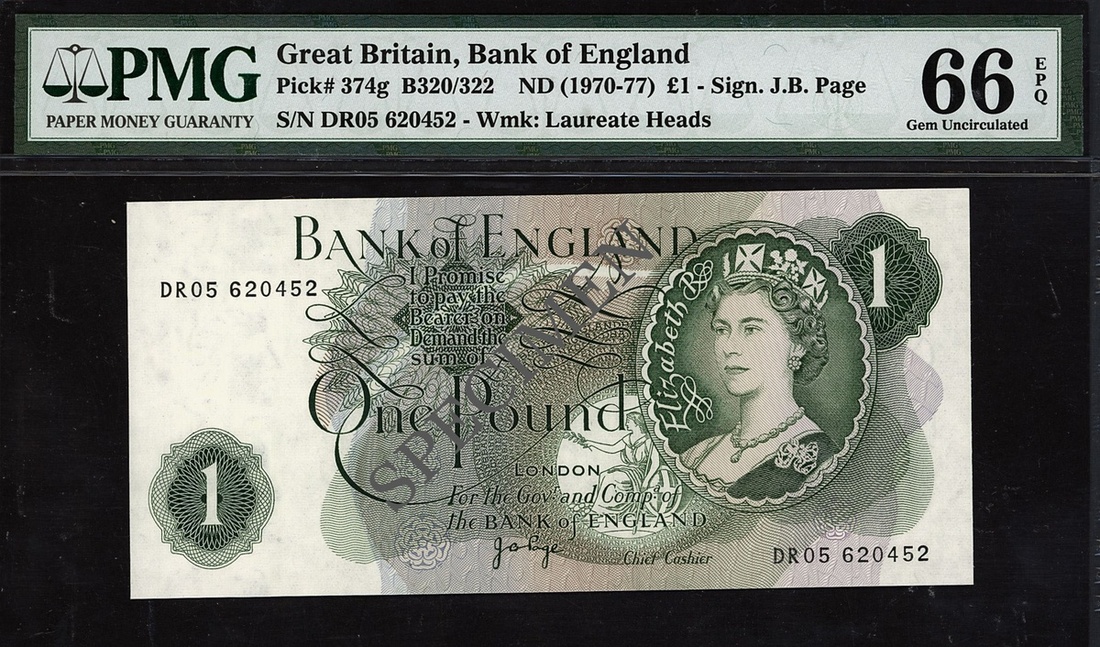 PMG
PAPER MONEY GUARANTY
Great Britain, Bank of England
Pick# 374g B320/322 ND (1970-77) £1 - Sign. J.B. Page
S/N DR05 620452 - Wmk: Laureate Heads
66
EPQ
Gem Uncirculated
BANK of ENGLAND
DR05 620452
I Promise
to pay the
Bearer on
Demand the
sum of
One Pound
LONDON
For the Govr. and Compa. of
the BANK of ENGLAND
JBPage
Chief Cashier
SPECIMEN
Elizabeth R
1
1
DR05 620452